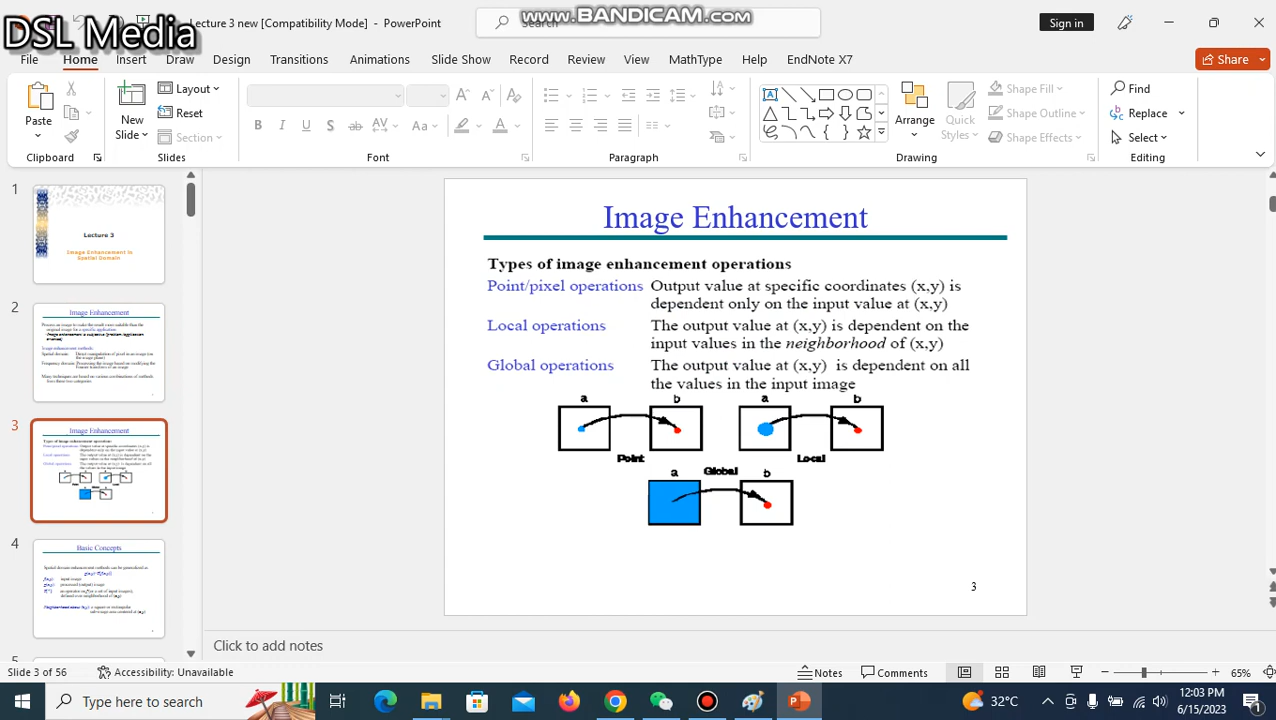 Lecture 3 new [Compatibility Mode] - PowerPoint
Search
www.BANDICAM.com
Sign in
DSL Media
File Home Insert Draw Design Transitions Animations Slide Show Record Review View MathType Help EndNote X7
Share
Paste
New Slide
Layout
Reset
Section
Arrange
Quick Styles
Shape Fill
Shape Outline
Shape Effects
Find
Replace
Select
Clipboard
Slides
Font
Paragraph
Drawing
Editing
1
Lecture 3
Image Enhancement in
Spatial Domain
2
Image Enhancement
3
Image Enhancement
4
Basic Concepts
5
Image Enhancement
Types of image enhancement operations
Point/pixel operations Output value at specific coordinates (x,y) is
dependent only on the input value at (x,y)
Local operations The output value at (x,y) is dependent on the
input values in the neighborhood of (x,y)
Global operations The output value at (x,y) is dependent on all
the values in the input image
a b a b
Point Local
a Global b
3
Click to add notes
Slide 3 of 56
Accessibility: Unavailable
Notes
Comments
65%
Type here to search
32°C
12:03 PM
6/15/2023
1